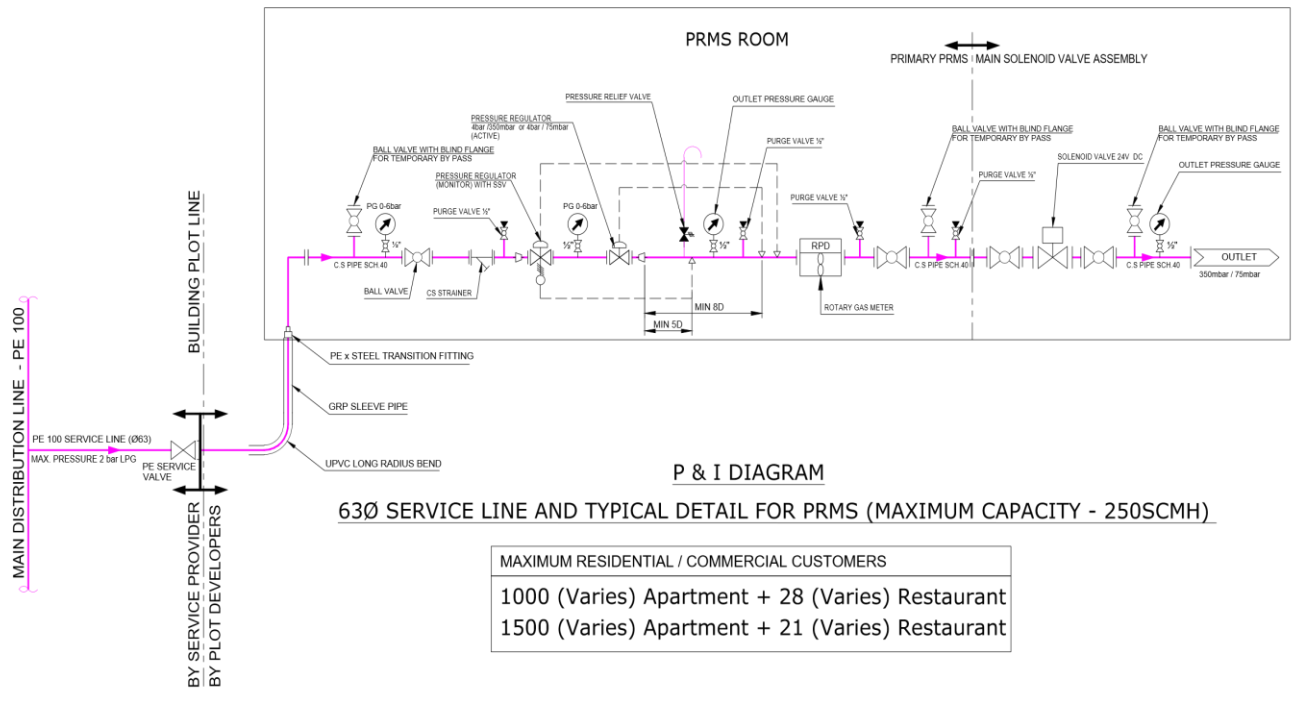 PRMS ROOM
PRIMARY PRMS
MAIN SOLENOID VALVE ASSEMBLY
PRESSURE RELIEF VALVE
OUTLET PRESSURE GAUGE
PRESSURE REGULATOR
4bar /350mbar or 4bar / 75mbar
(ACTIVE)
PURGE VALVE ½"
BALL VALVE WITH BLIND FLANGE
FOR TEMPORARY BY PASS
BALL VALVE WITH BLIND FLANGE
FOR TEMPORARY BY PASS
BALL VALVE WITH BLIND FLANGE
FOR TEMPORARY BY PASS
SOLENOID VALVE 24V DC
OUTLET PRESSURE GAUGE
PRESSURE REGULATOR
(MONITOR) WITH SSV
PURGE VALVE ½"
PG 0-6bar
PURGE VALVE ½"
PG 0-6bar
PURGE VALVE ½"
½"
½"
½"
½"
RPD
C.S PIPE SCH.40
C.S PIPE SCH.40
C.S PIPE SCH.40
OUTLET
350mbar / 75mbar
BALL VALVE
CS STRAINER
MIN 8D
MIN 5D
ROTARY GAS METER
BUILDING PLOT LINE
MAIN DISTRIBUTION LINE - PE 100
PE x STEEL TRANSITION FITTING
GRP SLEEVE PIPE
PE 100 SERVICE LINE (Ø63)
MAX. PRESSURE 2 bar LPG
PE SERVICE
VALVE
UPVC LONG RADIUS BEND
BY SERVICE PROVIDER
BY PLOT DEVELOPERS
P & I DIAGRAM
63Ø SERVICE LINE AND TYPICAL DETAIL FOR PRMS (MAXIMUM CAPACITY - 250SCMH)
MAXIMUM RESIDENTIAL / COMMERCIAL CUSTOMERS
1000 (Varies) Apartment + 28 (Varies) Restaurant
1500 (Varies) Apartment + 21 (Varies) Restaurant